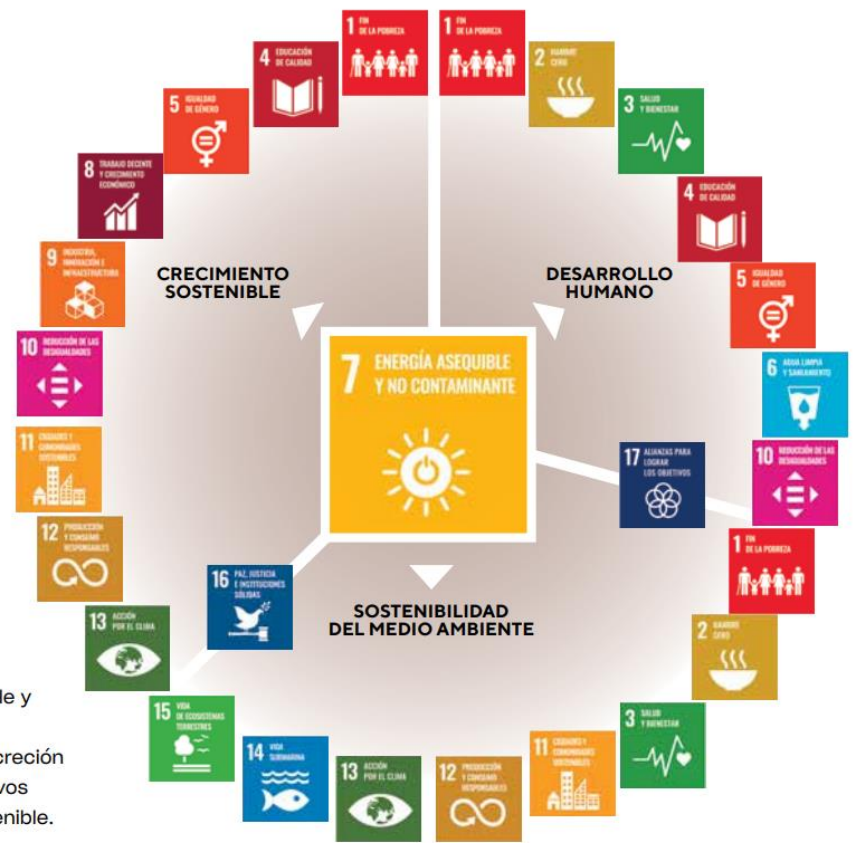 1 FIN
DE LA POBREZA
1 FIN
DE LA POBREZA
2 HAMBRE
CERO
3 SALUD
Y BIENESTAR
4 EDUCACIÓN
DE CALIDAD
5 IGUALDAD
DE GÉNERO
6 AGUA LIMPIA
Y SANEAMIENTO
10 REDUCCIÓN DE LAS
DESIGUALDADES
1 FIN
DE LA POBREZA
2 HAMBRE
CERO
3 SALUD
Y BIENESTAR
11 CIUDADES Y
COMUNIDADES
SOSTENIBLES
12 PRODUCCIÓN
Y CONSUMO
RESPONSABLES
13 ACCIÓN
POR EL CLIMA
14 VIDA
SUBMARINA
15 VIDA
DE ECOSISTEMAS
TERRESTRES
13 ACCIÓN
POR EL CLIMA
12 PRODUCCIÓN
Y CONSUMO
RESPONSABLES
11 CIUDADES Y
COMUNIDADES
SOSTENIBLES
10 REDUCCIÓN DE LAS
DESIGUALDADES
9 INDUSTRIA,
INNOVACIÓN E
INFRAESTRUCTURA
8 TRABAJO DECENTE
Y CRECIMIENTO
ECONÓMICO
5 IGUALDAD
DE GÉNERO
4 EDUCACIÓN
DE CALIDAD
CRECIMIENTO
SOSTENIBLE
DESARROLLO
HUMANO
7 ENERGÍA ASEQUIBLE
Y NO CONTAMINANTE
17 ALIANZAS PARA
LOGRAR
LOS OBJETIVOS
16 PAZ, JUSTICIA
E INSTITUCIONES
SÓLIDAS
SOSTENIBILIDAD
DEL MEDIO AMBIENTE
le y
creción
vos
enible.